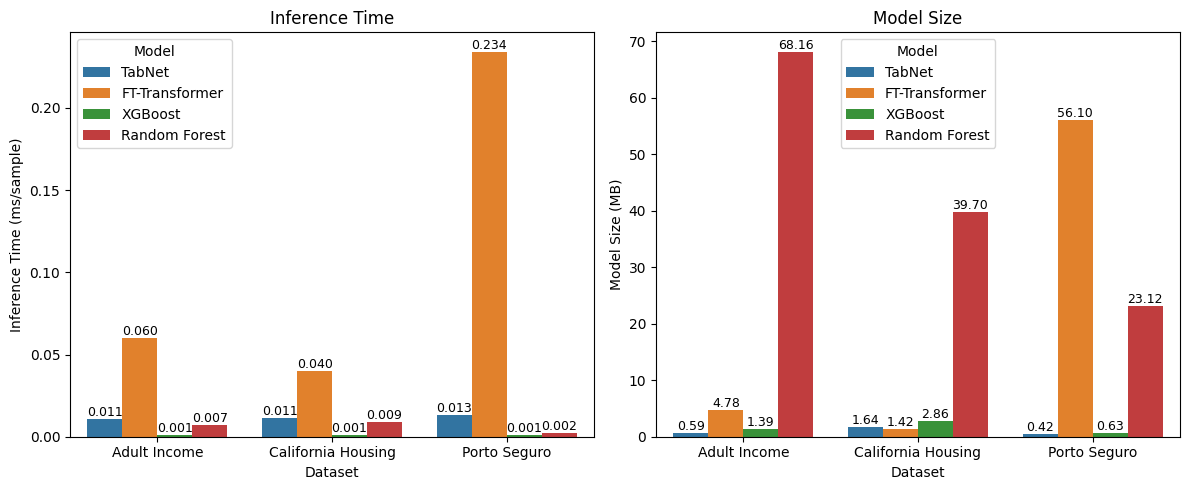 Inference Time
Inference Time (ms/sample)
0.20
0.15
0.10
0.05
0.00
Model
TabNet
FT-Transformer
XGBoost
Random Forest
0.011
0.060
0.001
0.007
0.011
0.040
0.001
0.009
0.013
0.234
0.001
0.002
Adult Income
California Housing
Porto Seguro
Dataset
Model Size
Model Size (MB)
70
60
50
40
30
20
10
0
Model
TabNet
FT-Transformer
XGBoost
Random Forest
0.59
4.78
1.39
68.16
1.64
1.42
2.86
39.70
0.42
56.10
0.63
23.12
Adult Income
California Housing
Porto Seguro
Dataset